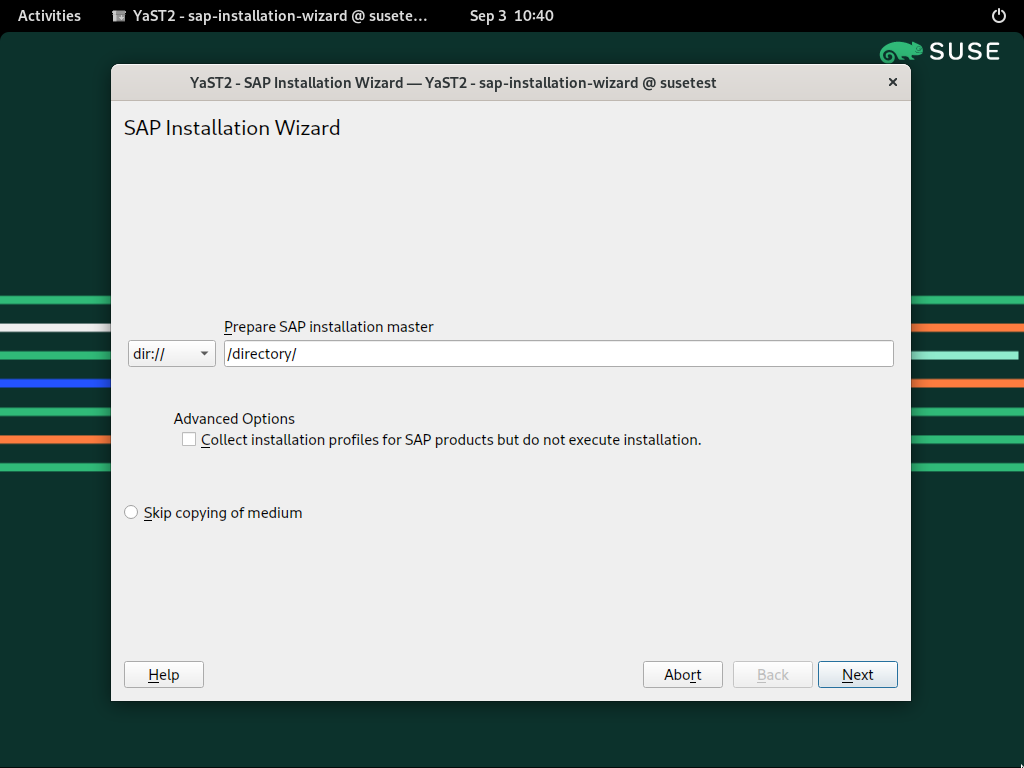 Activities YaST2 - sap-installation-wizard @ susete… Sep 3 10:40
SUSE
YaST2 - SAP Installation Wizard — YaST2 - sap-installation-wizard @ susetest
SAP Installation Wizard
Prepare SAP installation master
dir:// /directory/
Advanced Options
Collect installation profiles for SAP products but do not execute installation.
Skip copying of medium
Help Abort Back Next